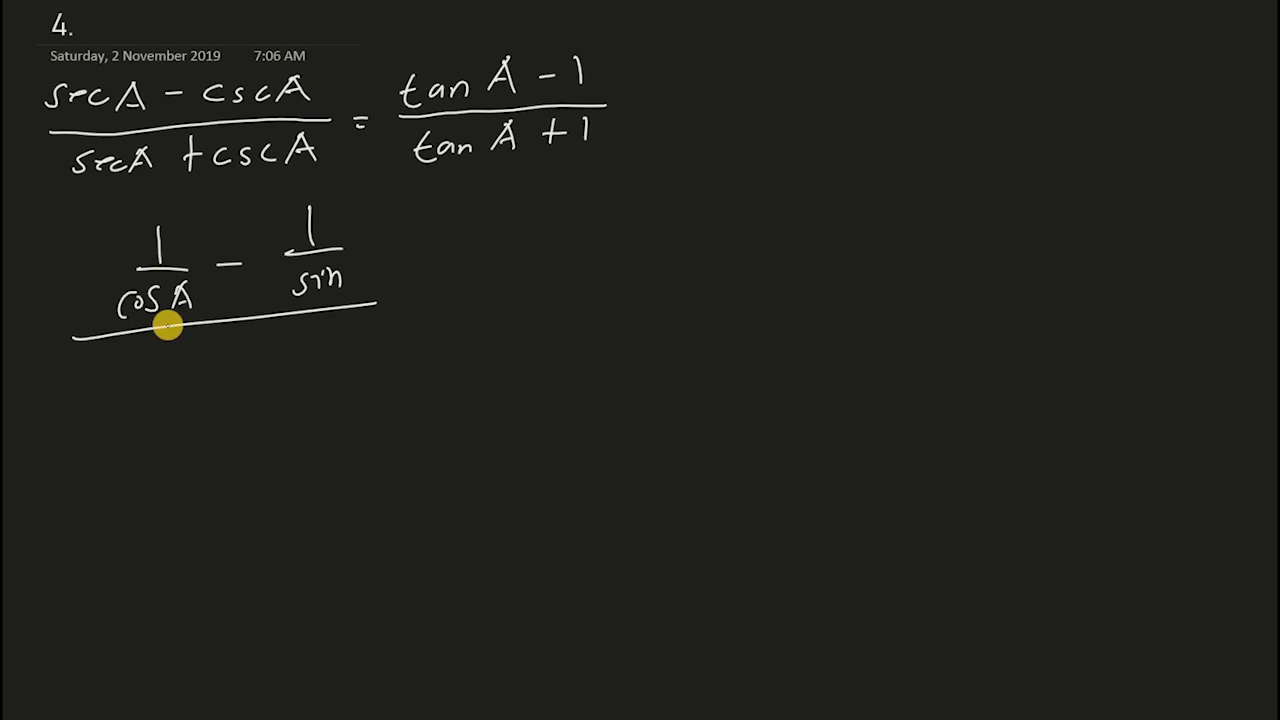 4.
Saturday, 2 November 2019 7:06 AM
secA - cscA tan A - 1
=
secA + cscA tan A + 1
1 - 1
cosA sin